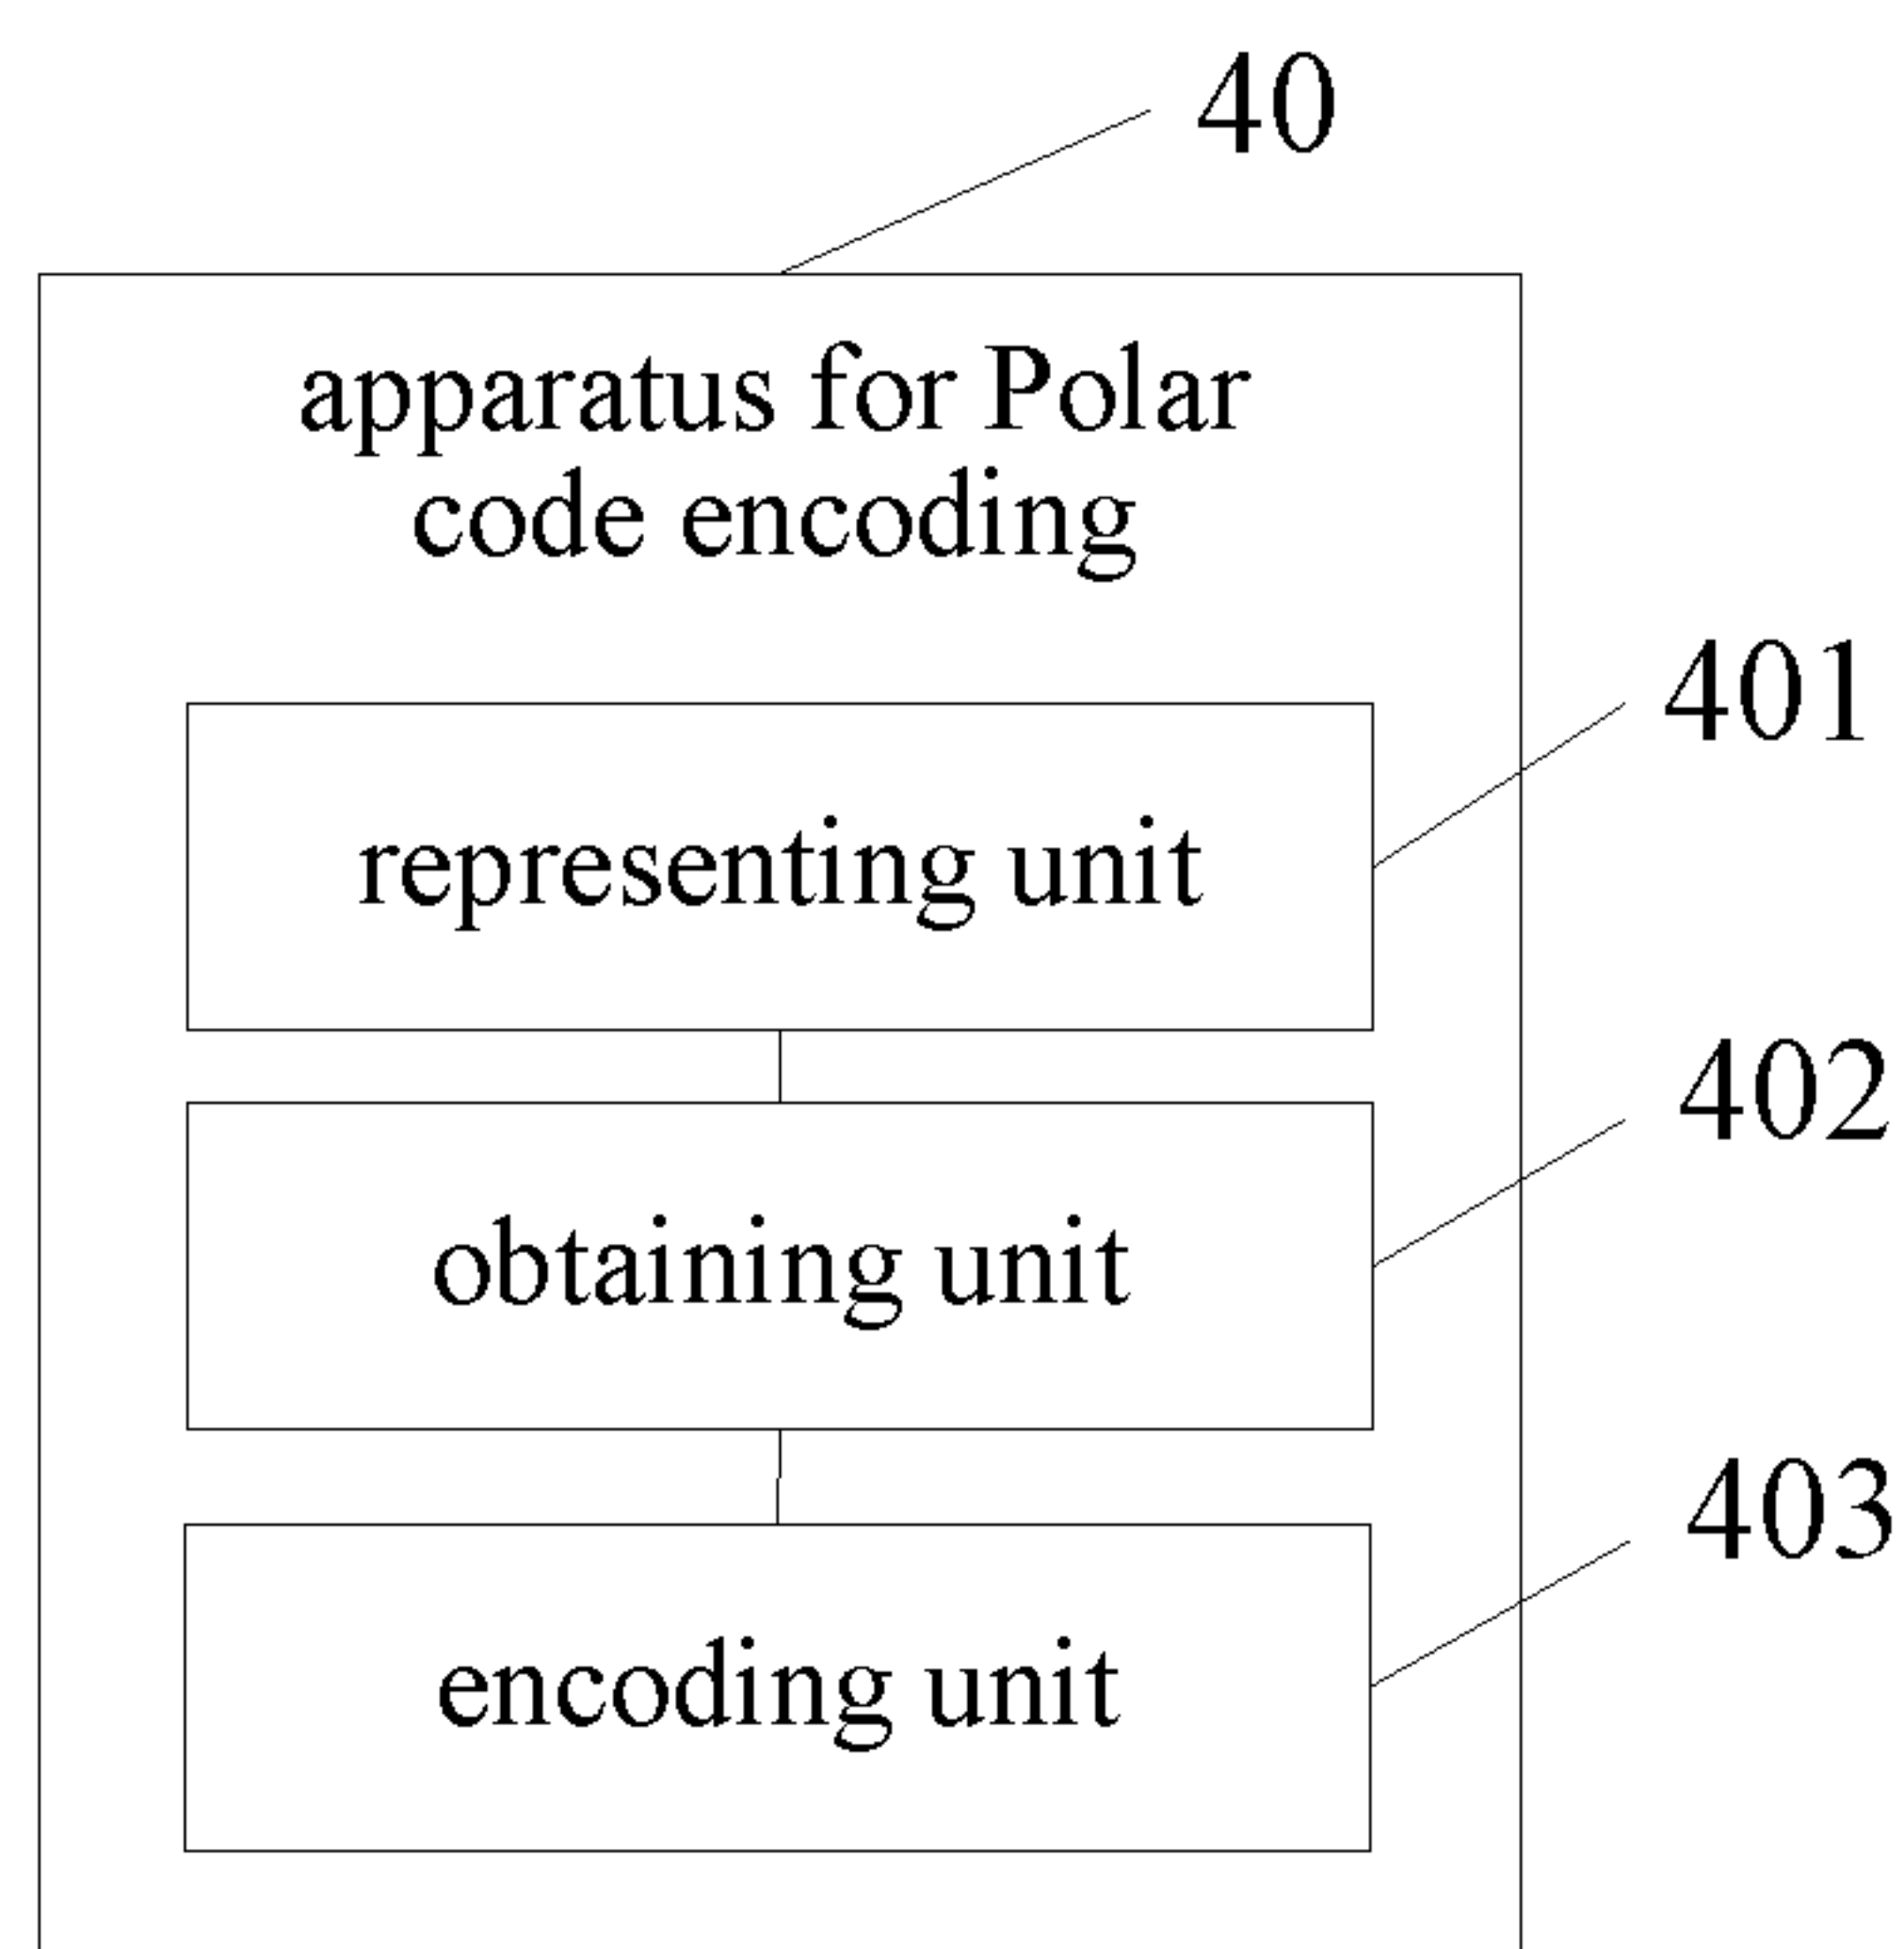 40
apparatus for Polar
code encoding
401
representing unit
402
obtaining unit
403
encoding unit